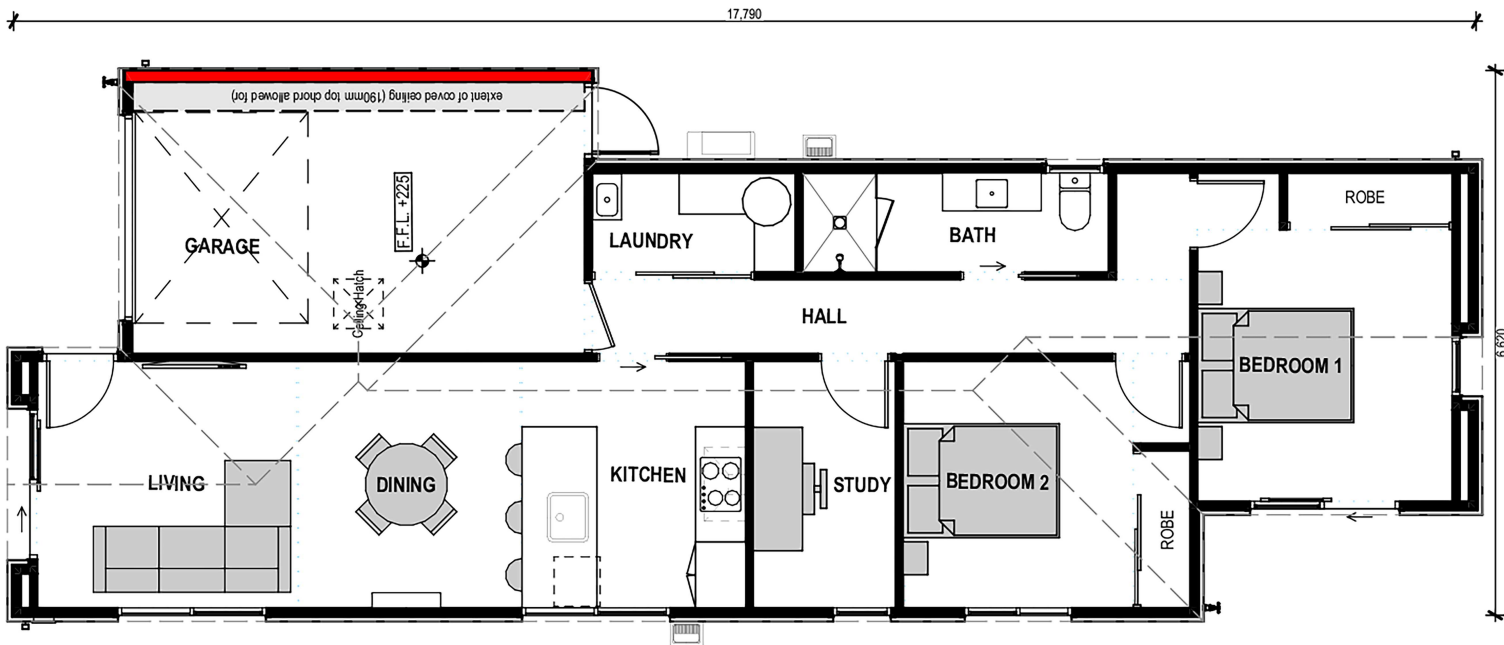 17,790
extent of coved ceiling (190mm top chord allowed for)
ROBE
F.F.L. +225
GARAGE
LAUNDRY
BATH
Ceiling Hatch
HALL
6,620
BEDROOM 1
LIVING
DINING
KITCHEN
STUDY
BEDROOM 2
ROBE